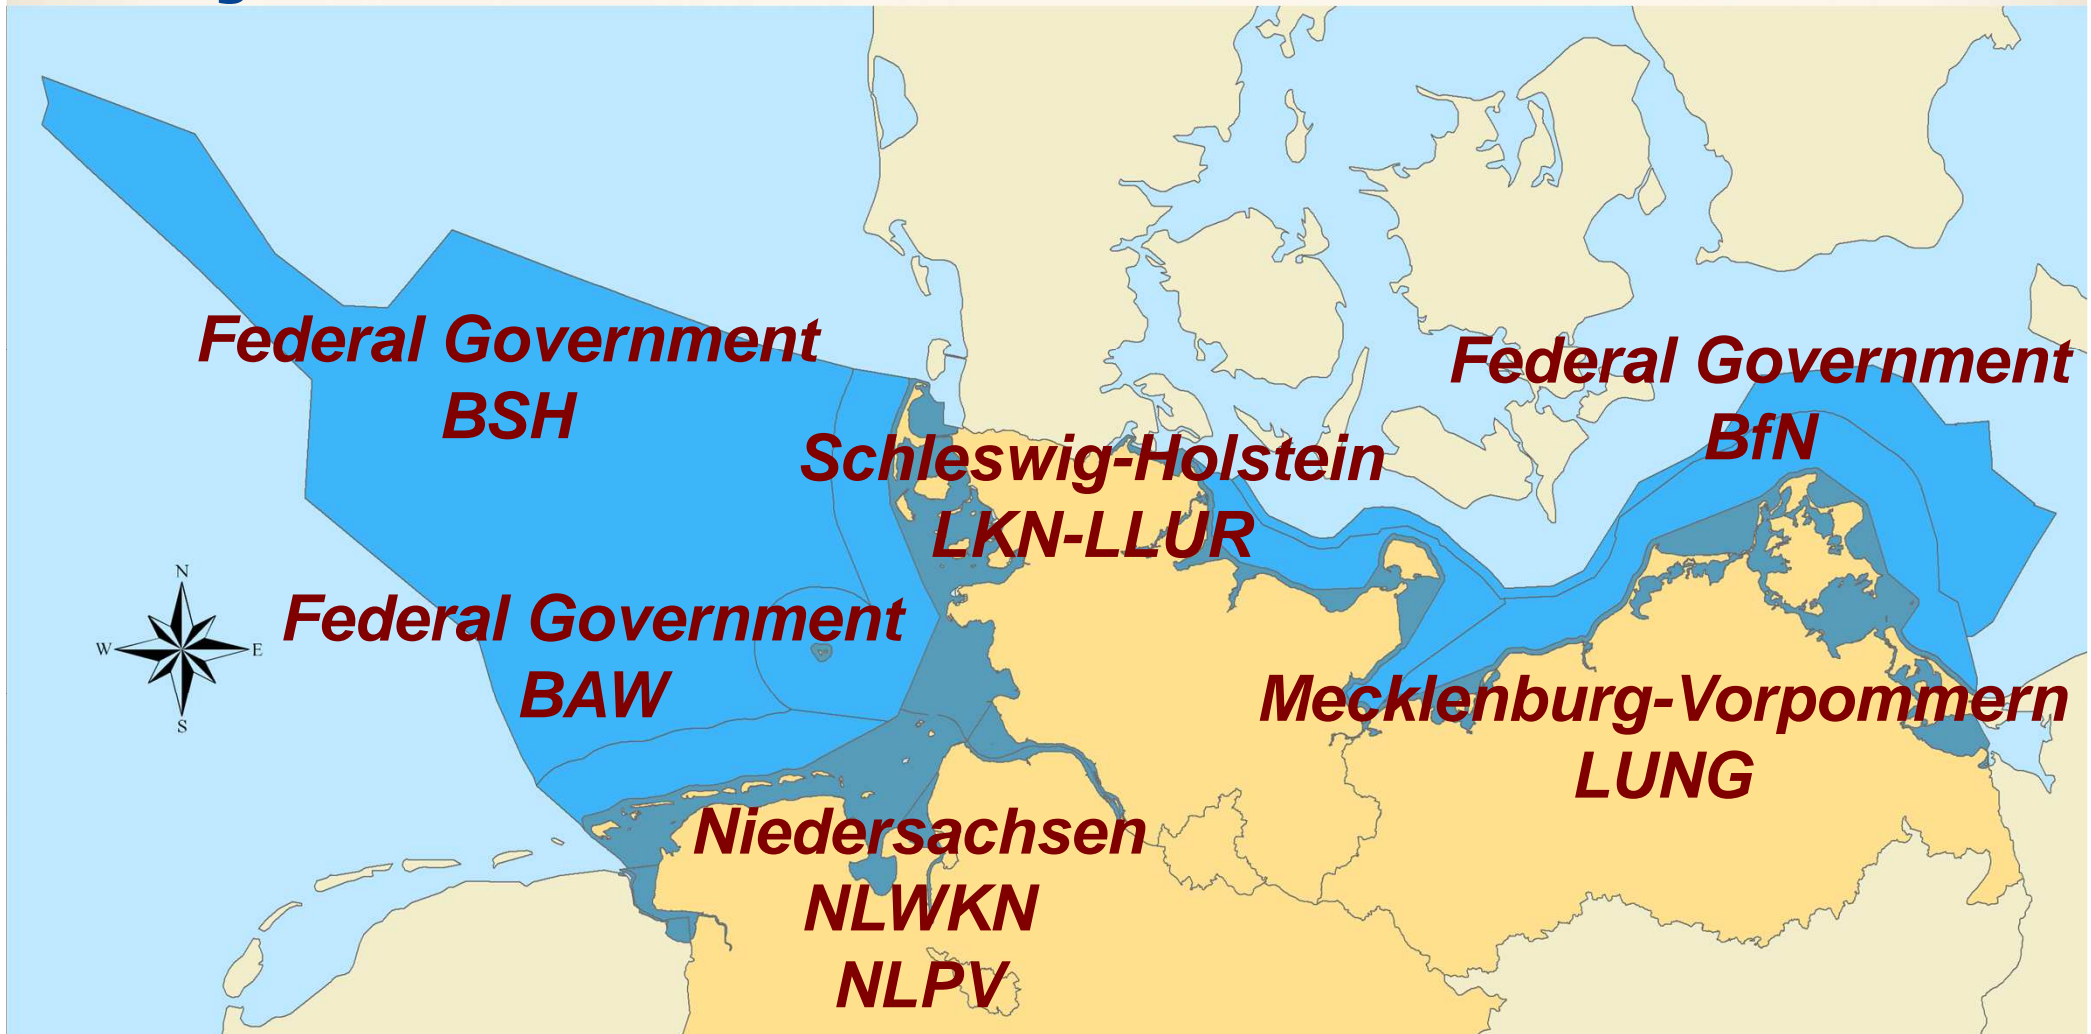 Federal Government
BSH
Federal Government
BfN
Schleswig-Holstein
LKN-LLUR
N
W
E
S
Federal Government
BAW
Mecklenburg-Vorpommern
LUNG
Niedersachsen
NLWKN
NLPV